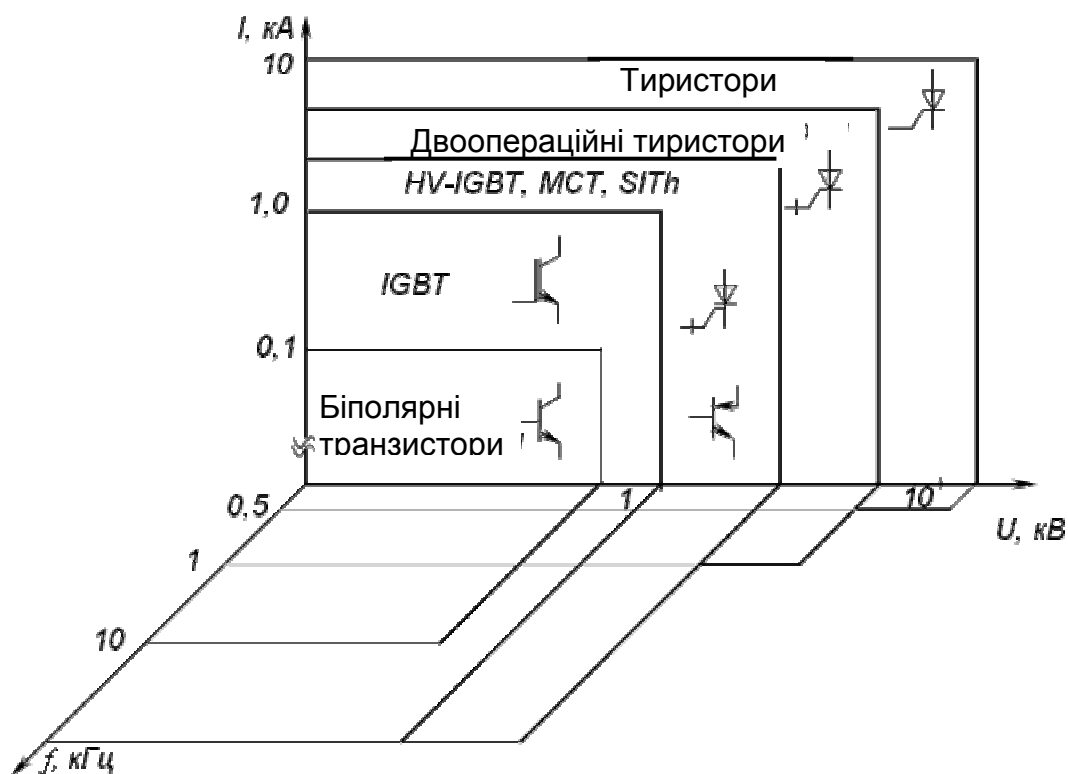 I, кА
10
Тиристори
Двоопераційні тиристори
HV-IGBT, MCT, SITh
1,0
IGBT
0,1
Біполярні
транзистори
0,5
1
10
U, кВ
1
10
f, кГц